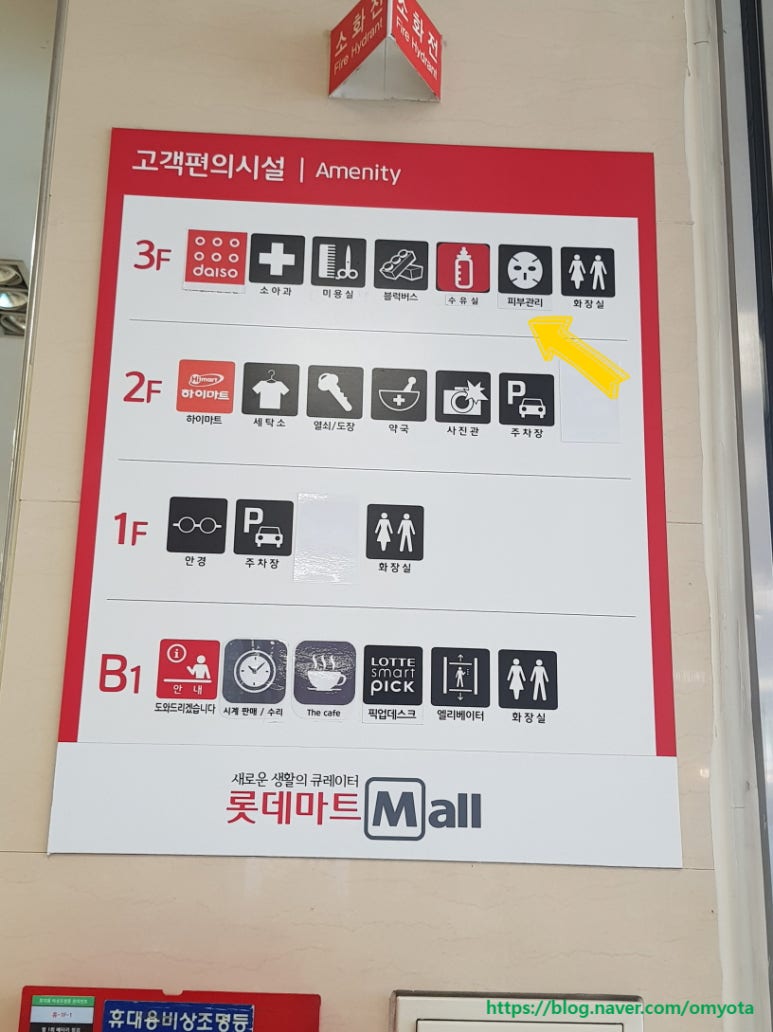 소화전
Fire Hydrant
소화전
Fire Hydrant
고객편의시설 | Amenity
3F
daiso
소아과
미용실
블럭버스
수유실
피부관리
화장실
2F
Himart
하이마트
하이마트
세탁소
열쇠/도장
약국
P
사진관
주차장
1F
P
안경
주차장
화장실
B1
i
안내
LOTTE
smart
pick
도와드리겠습니다
시계 판매 / 수리
The cafe
픽업데스크
엘리베이터
화장실
새로운 생활의 큐레이터
롯데마트 Mall
휴대용비상조명등
https://blog.naver.com/omyota